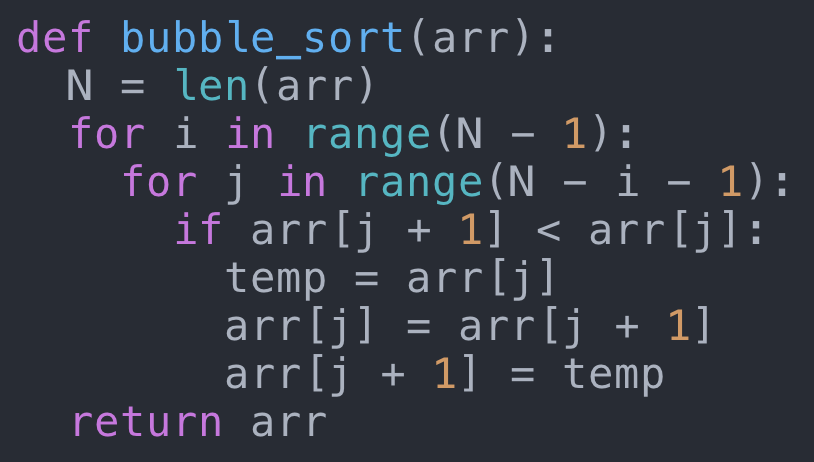 def bubble_sort(arr):
  N = len(arr)
  for i in range(N - 1):
    for j in range(N - i - 1):
      if arr[j + 1] < arr[j]:
        temp = arr[j]
        arr[j] = arr[j + 1]
        arr[j + 1] = temp
  return arr